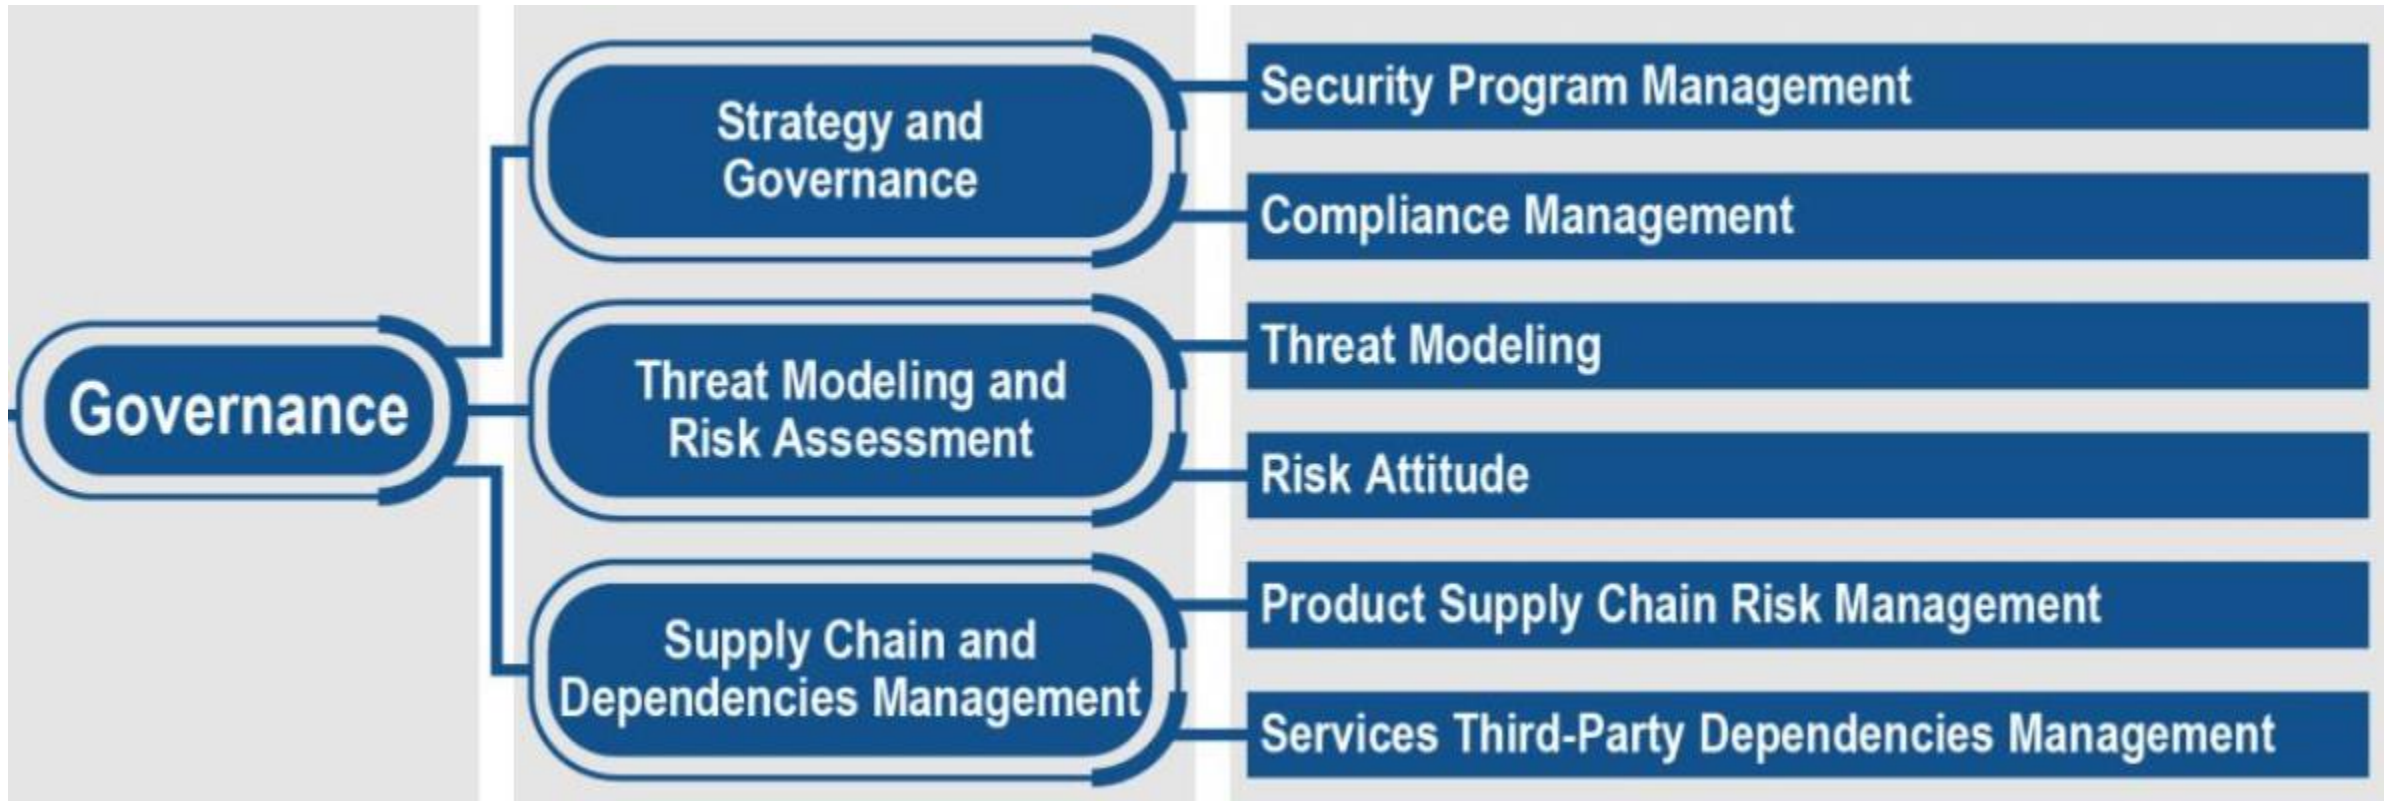 Governance
Strategy and
Governance
Security Program Management
Compliance Management
Threat Modeling and
Risk Assessment
Threat Modeling
Risk Attitude
Supply Chain and
Dependencies Management
Product Supply Chain Risk Management
Services Third-Party Dependencies Management